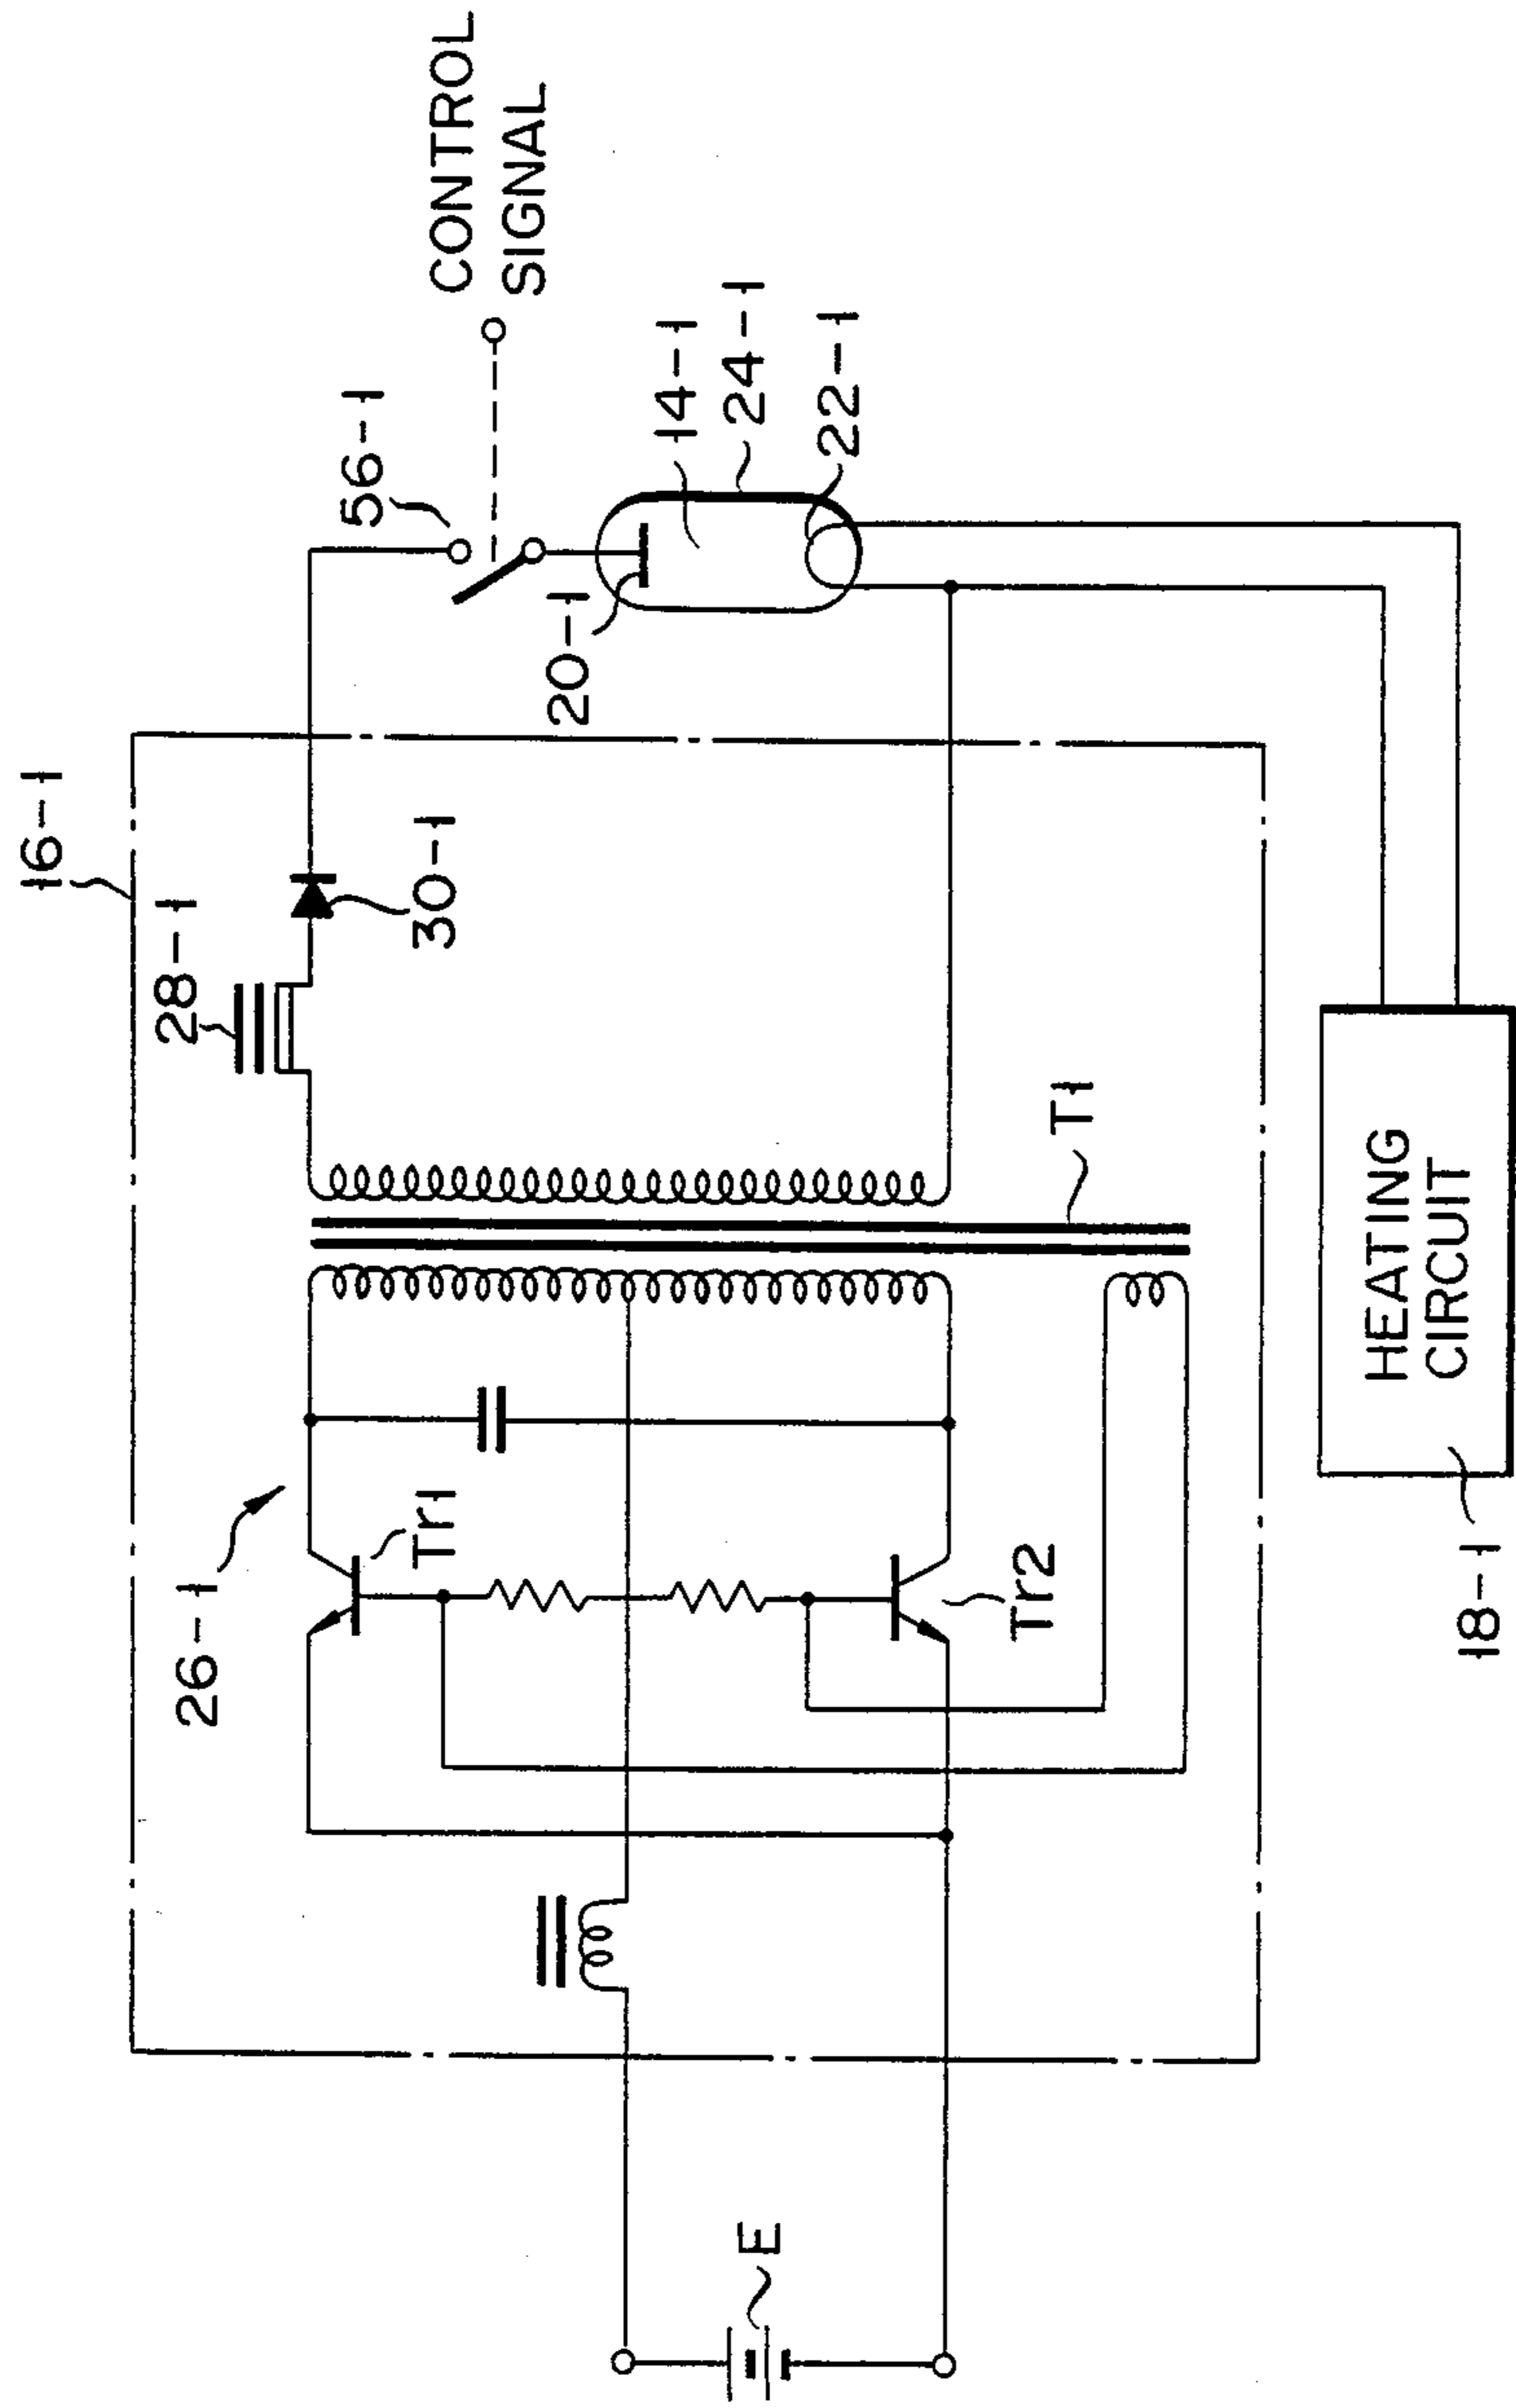 16-1
28-1
30-1
56-1
CONTROL
SIGNAL
20-1
14-1
24-1
22-1
26-1
Tr1
Tr2
T1
E
HEATING
CIRCUIT
18-1